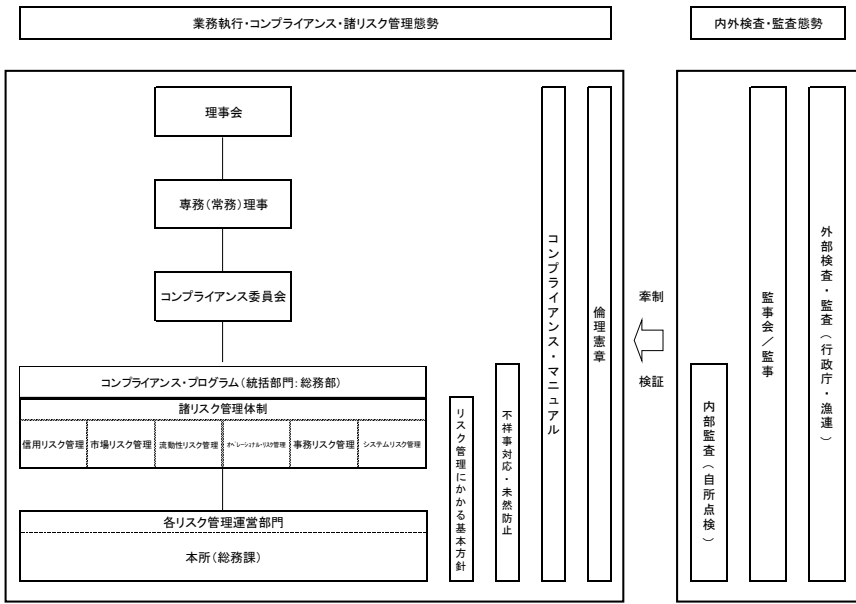 業務執行・コンプライアンス・諸リスク管理態勢
内外検査・監査態勢
理事会
専務(常務)理事
コンプライアンス委員会
コンプライアンス・プログラム(統括部門:総務部)
諸リスク管理体制
信用リスク管理
市場リスク管理
流動性リスク管理
オペレーショナル・リスク管理
事務リスク管理
システムリスク管理
各リスク管理運営部門
本所(総務課)
リスク管理にかかる基本方針
不祥事対応・未然防止
コンプライアンス・マニュアル
倫理憲章
牽制
検証
内部監査(自所点検)
監事会/監事
外部検査・監査(行政庁・漁連)